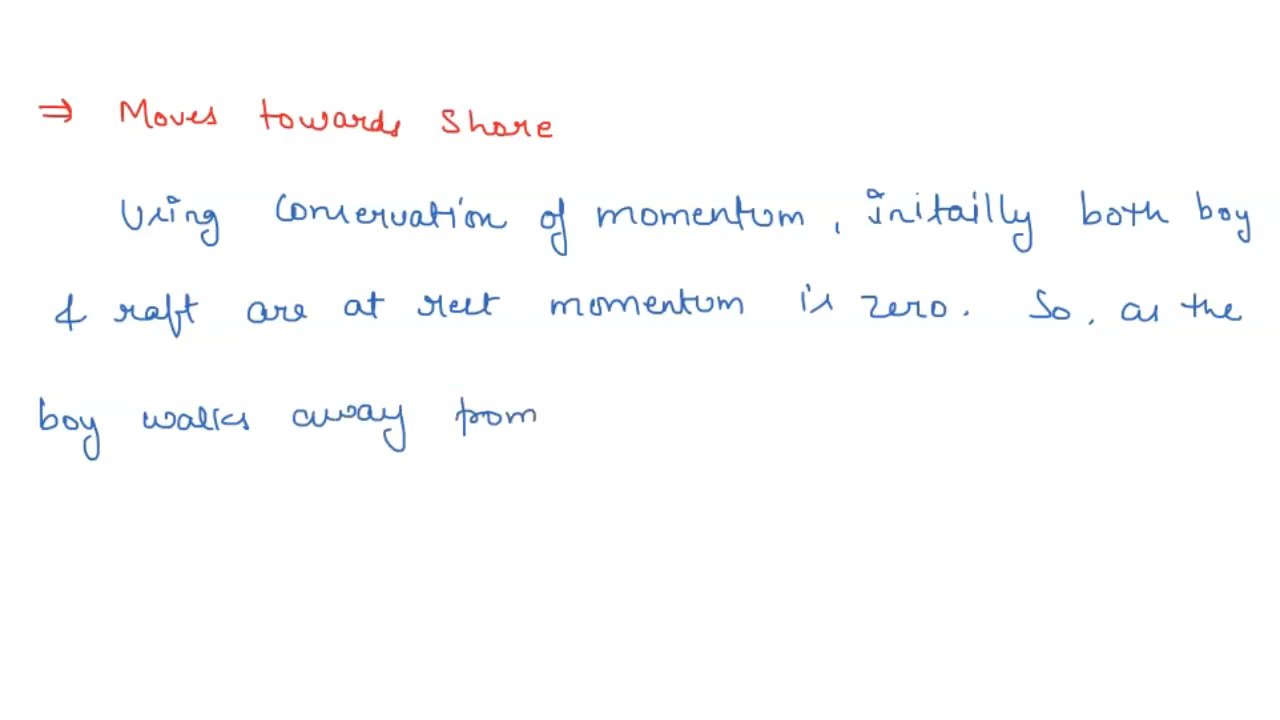 ⇒ Moves towards Shore
Using conservation of momentum, initailly both boy
& raft are at rest momentum is zero. So, as the
boy walks away from